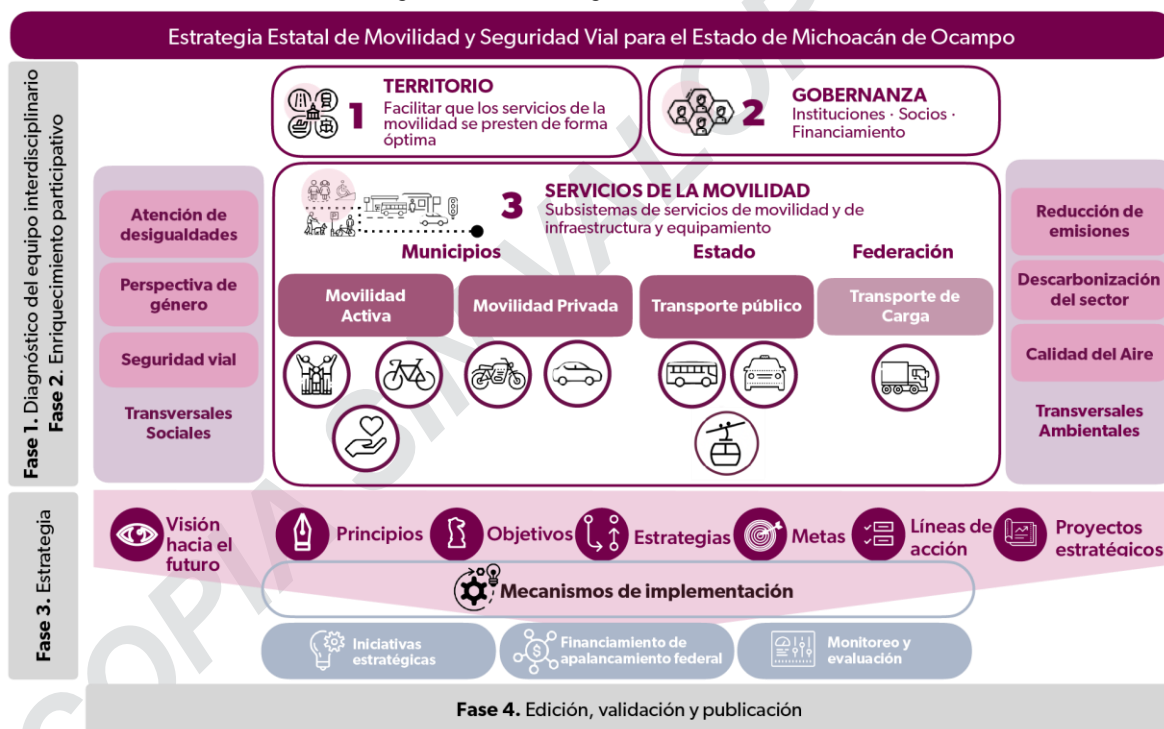 Estrategia Estatal de Movilidad y Seguridad Vial para el Estado de Michoacán de Ocampo
Fase 1. Diagnóstico del equipo interdisciplinario
Fase 2. Enriquecimiento participativo
1
TERRITORIO
Facilitar que los servicios de la
movilidad se presten de forma
óptima
2
GOBERNANZA
Instituciones · Socios ·
Financiamiento
Atención de
desigualdades
Perspectiva de
género
Seguridad vial
Transversales
Sociales
3
SERVICIOS DE LA MOVILIDAD
Subsistemas de servicios de movilidad y de
infraestructura y equipamiento
Municipios
Estado
Federación
Movilidad
Activa
Movilidad Privada
Transporte público
Transporte de
Carga
Reducción de
emisiones
Descarbonización
del sector
Calidad del Aire
Transversales
Ambientales
Fase 3. Estrategia
Visión
hacia el
futuro
Principios
Objetivos
Estrategias
Metas
Líneas de
acción
Proyectos
estratégicos
Mecanismos de implementación
Iniciativas
estratégicas
Financiamiento de
apalancamiento federal
Monitoreo y
evaluación
Fase 4. Edición, validación y publicación
COPIA SIN VALOR